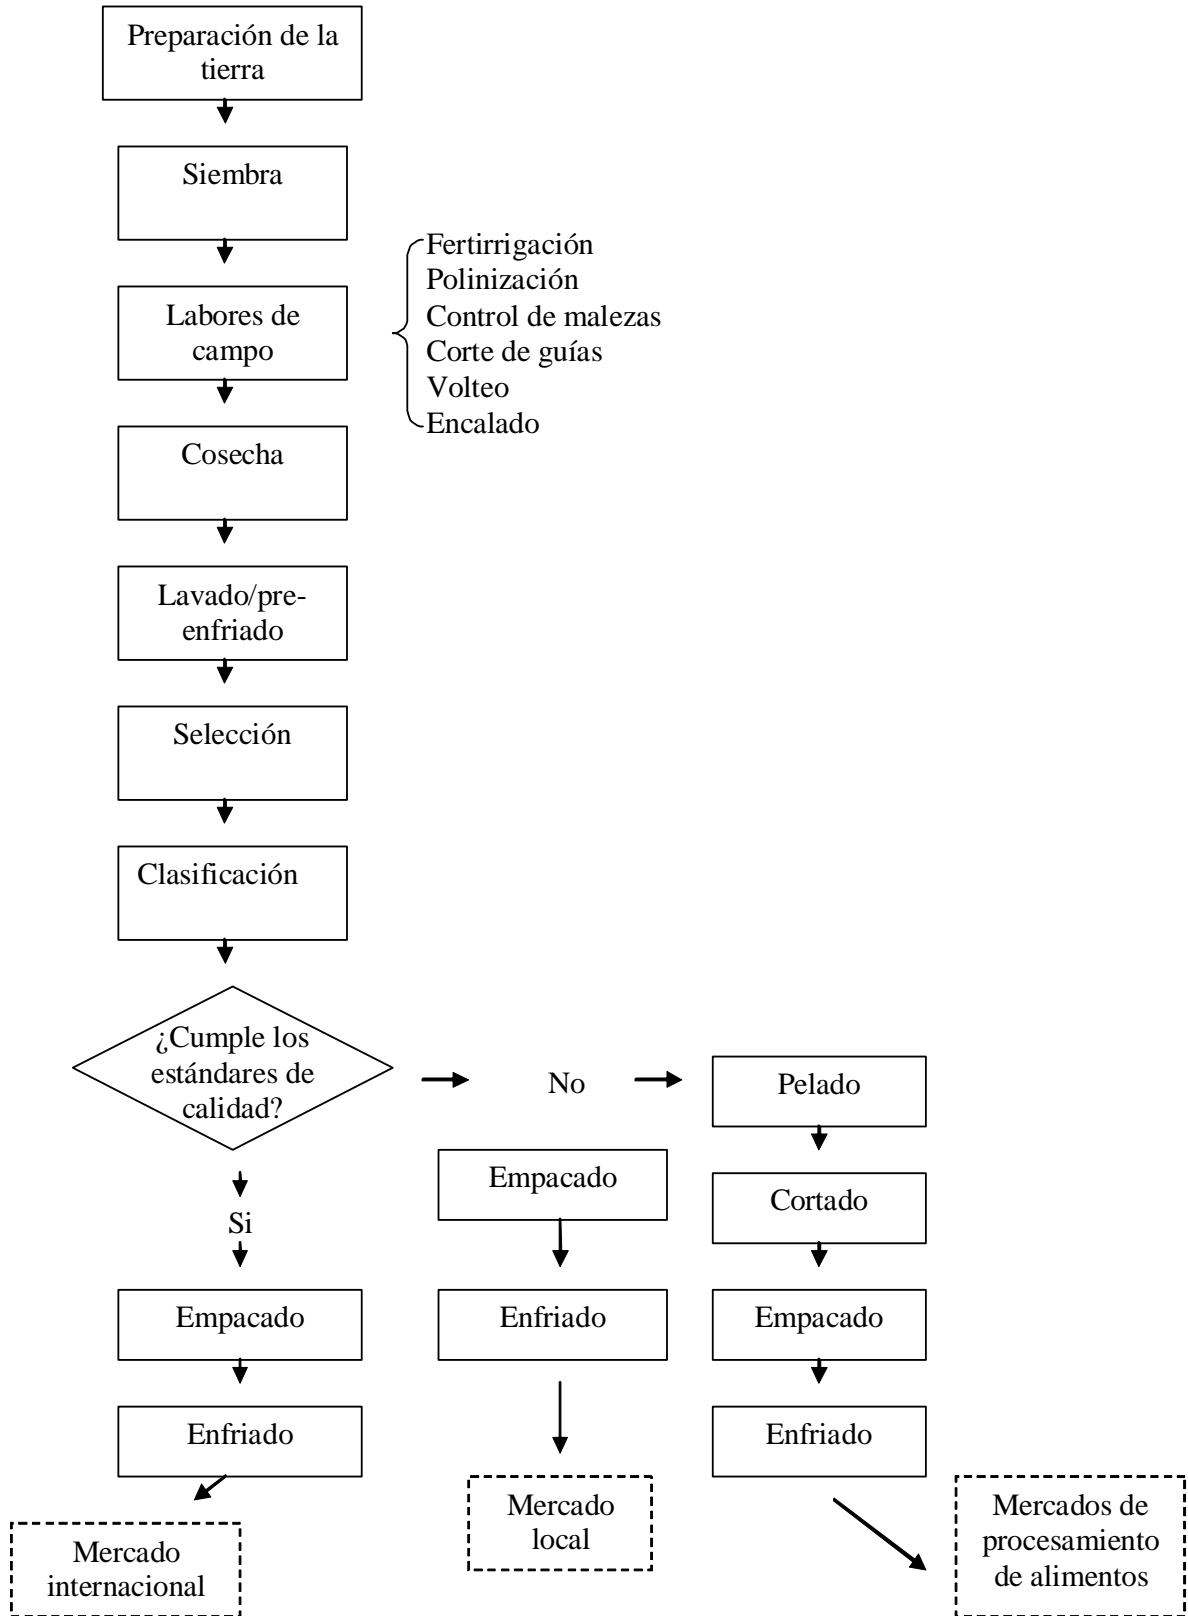 Preparación de la
tierra
Siembra
Fertirrigación
Polinización
Control de malezas
Corte de guías
Volteo
Encalado
Labores de
campo
Cosecha
Lavado/pre-
enfriado
Selección
Clasificación
¿Cumple los
estándares de
calidad?
No
Si
Empacado
Enfriado
Mercado
internacional
Empacado
Enfriado
Mercado
local
Pelado
Cortado
Empacado
Enfriado
Mercados de
procesamiento
de alimentos